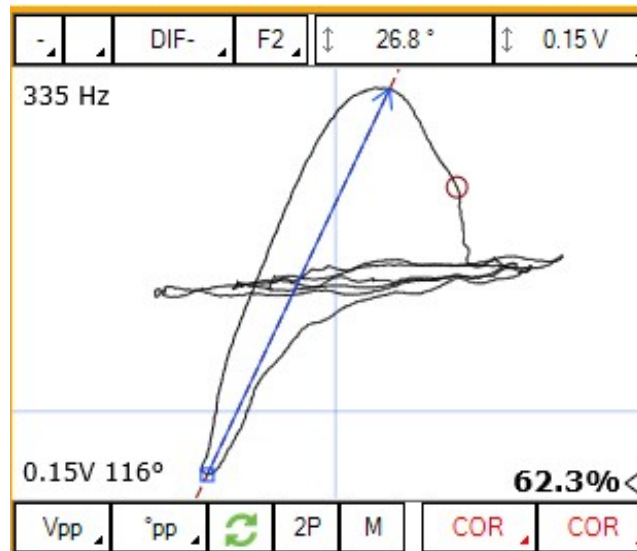 - DIF- F2 ↕ 26.8 ° ↕ 0.15 V
335 Hz
0.15V 116° 62.3%<
Vpp °pp 2P M COR COR